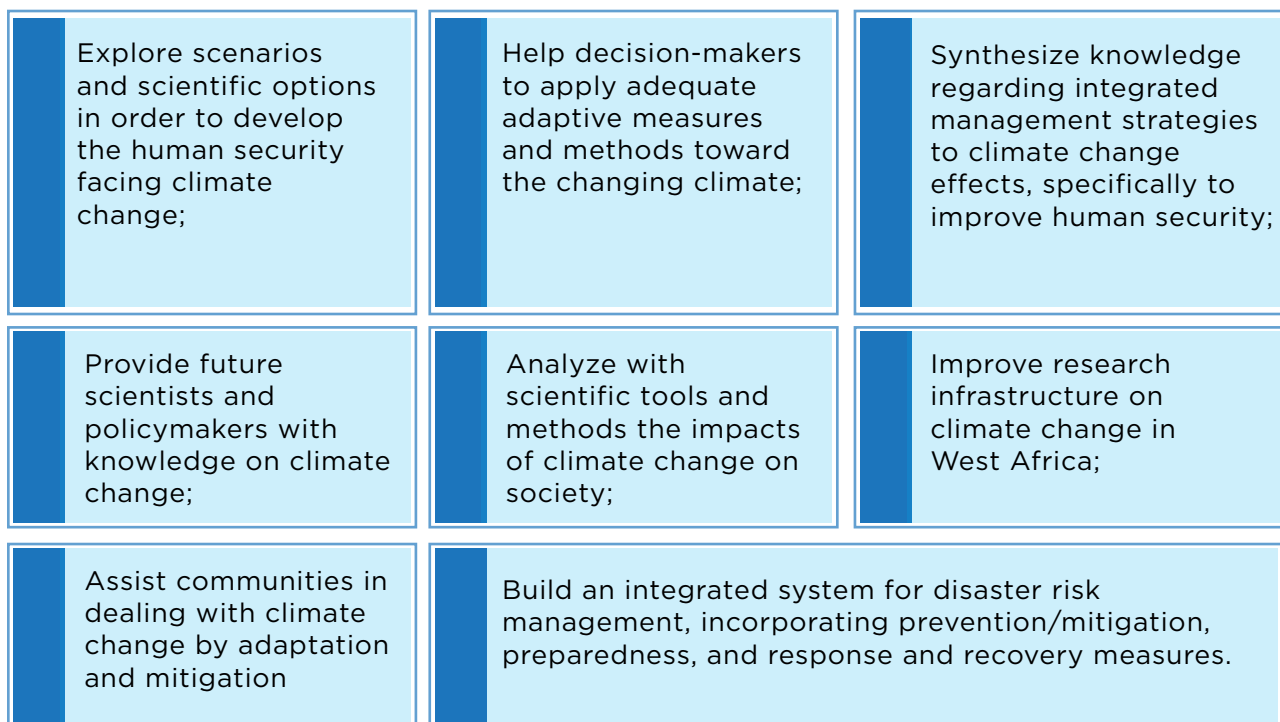 Explore scenarios
and scientific options
in order to develop
the human security
facing climate
change;
Help decision-makers
to apply adequate
adaptive measures
and methods toward
the changing climate;
Synthesize knowledge
regarding integrated
management strategies
to climate change
effects, specifically to
improve human security;
Provide future
scientists and
policymakers with
knowledge on climate
change;
Analyze with
scientific tools and
methods the impacts
of climate change on
society;
Improve research
infrastructure on
climate change in
West Africa;
Assist communities in
dealing with climate
change by adaptation
and mitigation
Build an integrated system for disaster risk
management, incorporating prevention/mitigation,
preparedness, and response and recovery measures.